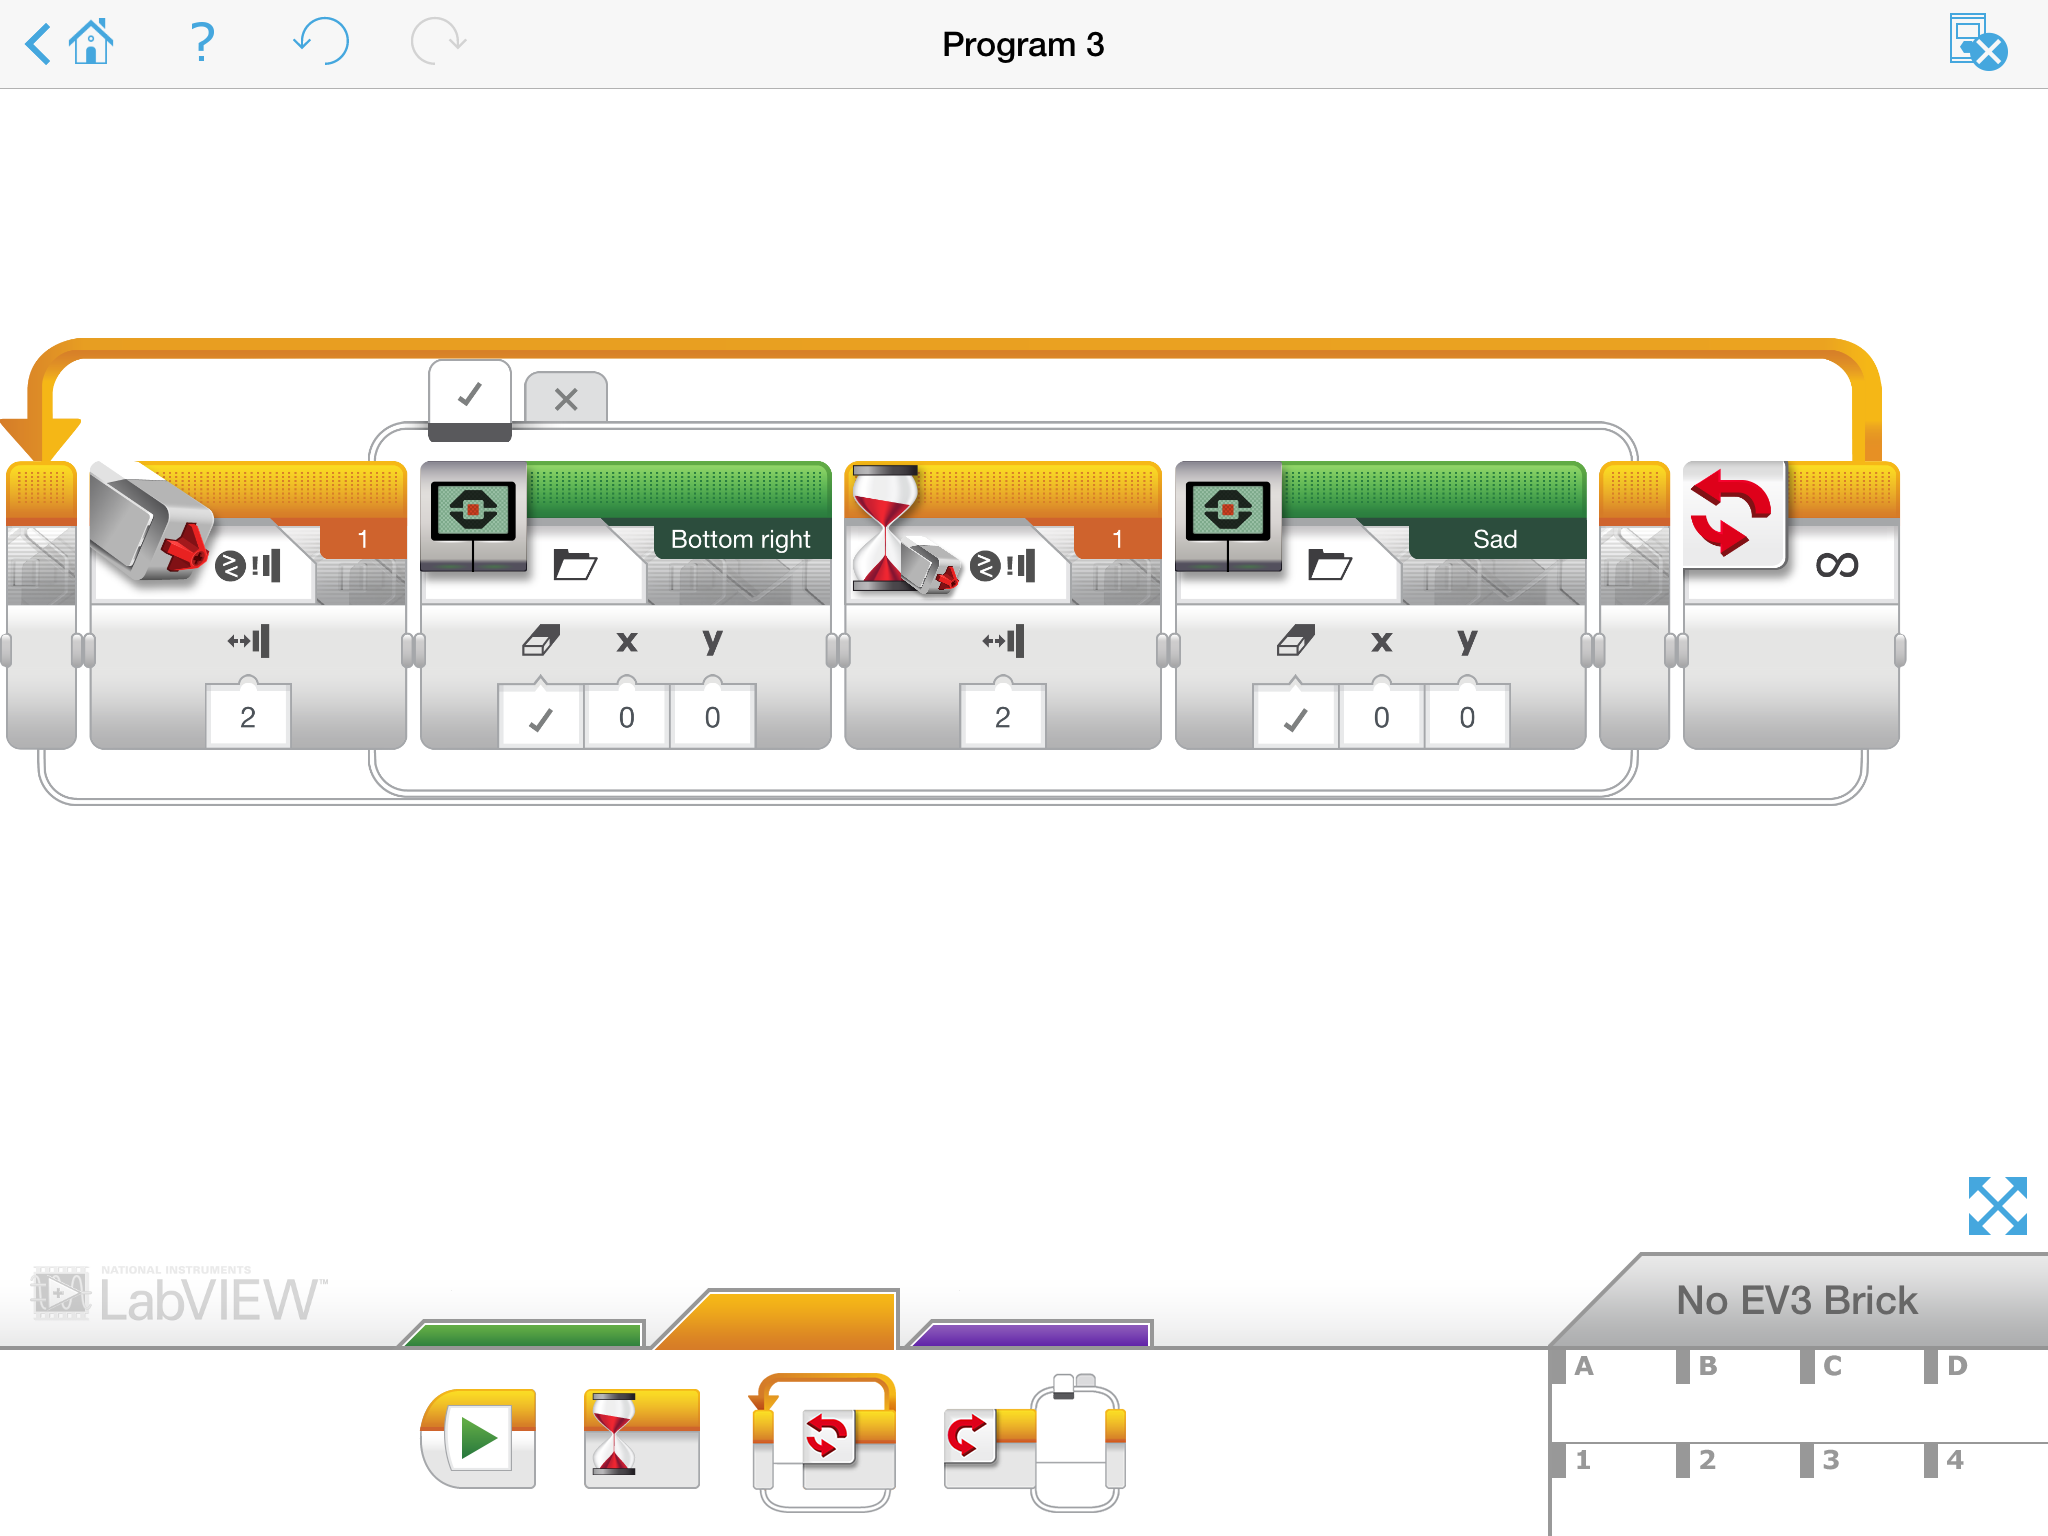 Program 3
1
Bottom right
1
Sad
∞
x y
x y
2
0 0
2
0 0
NATIONAL INSTRUMENTS
LabVIEW™
No EV3 Brick
A B C D
1 2 3 4